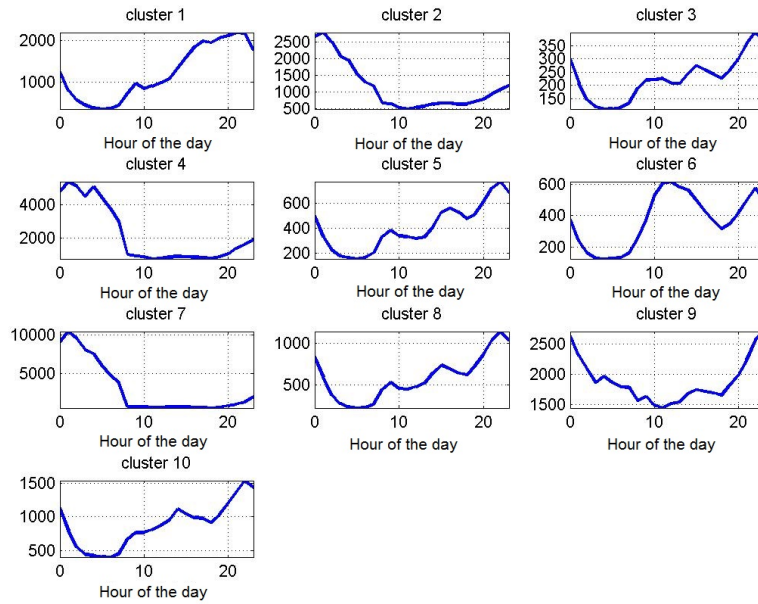 cluster 1
2000
1000
0 10 20
Hour of the day
cluster 2
2500
2000
1500
1000
500
0 10 20
Hour of the day
cluster 3
350
300
250
200
150
0 10 20
Hour of the day
cluster 4
4000
2000
0 10 20
Hour of the day
cluster 5
600
400
200
0 10 20
Hour of the day
cluster 6
600
400
200
0 10 20
Hour of the day
cluster 7
10000
5000
0 10 20
Hour of the day
cluster 8
1000
500
0 10 20
Hour of the day
cluster 9
2500
2000
1500
0 10 20
Hour of the day
cluster 10
1500
1000
500
0 10 20
Hour of the day